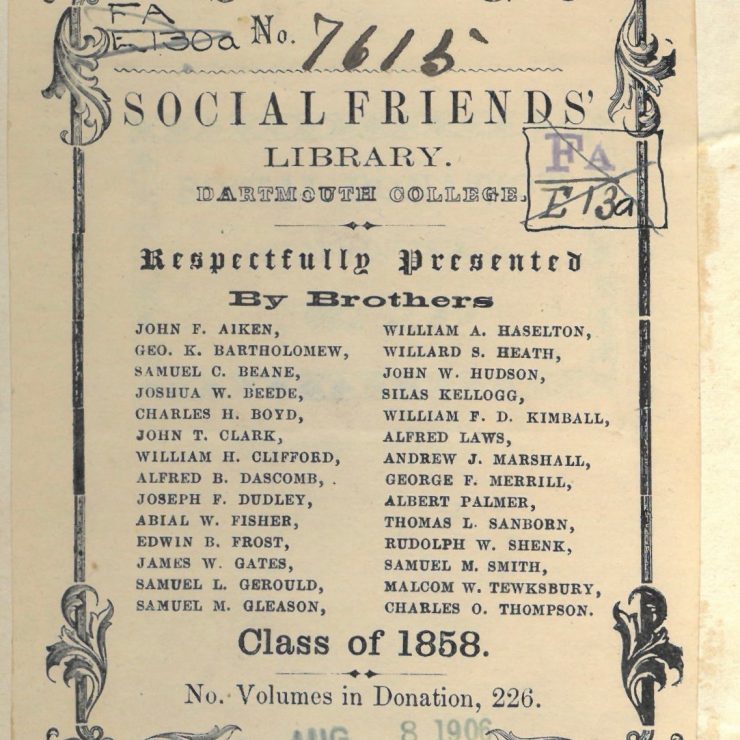 FA
E130a No. 7615
SOCIAL FRIENDS'
LIBRARY.
DARTMOUTH COLLEGE.
FA
E13a
Respectfully Presented
By Brothers
JOHN F. AIKEN,
GEO. K. BARTHOLOMEW,
SAMUEL C. BEANE,
JOSHUA W. BEEDE,
CHARLES H. BOYD,
JOHN T. CLARK,
WILLIAM H. CLIFFORD,
ALFRED B. DASCOMB,
JOSEPH F. DUDLEY,
ABIAL W. FISHER,
EDWIN B. FROST,
JAMES W. GATES,
SAMUEL L. GEROULD,
SAMUEL M. GLEASON,
WILLIAM A. HASELTON,
WILLARD S. HEATH,
JOHN W. HUDSON,
SILAS KELLOGG,
WILLIAM F. D. KIMBALL,
ALFRED LAWS,
ANDREW J. MARSHALL,
GEORGE F. MERRILL,
ALBERT PALMER,
THOMAS L. SANBORN,
RUDOLPH W. SHENK,
SAMUEL M. SMITH,
MALCOM W. TEWKSBURY,
CHARLES O. THOMPSON.
Class of 1858.
No. Volumes in Donation, 226.
AUG 8 1906